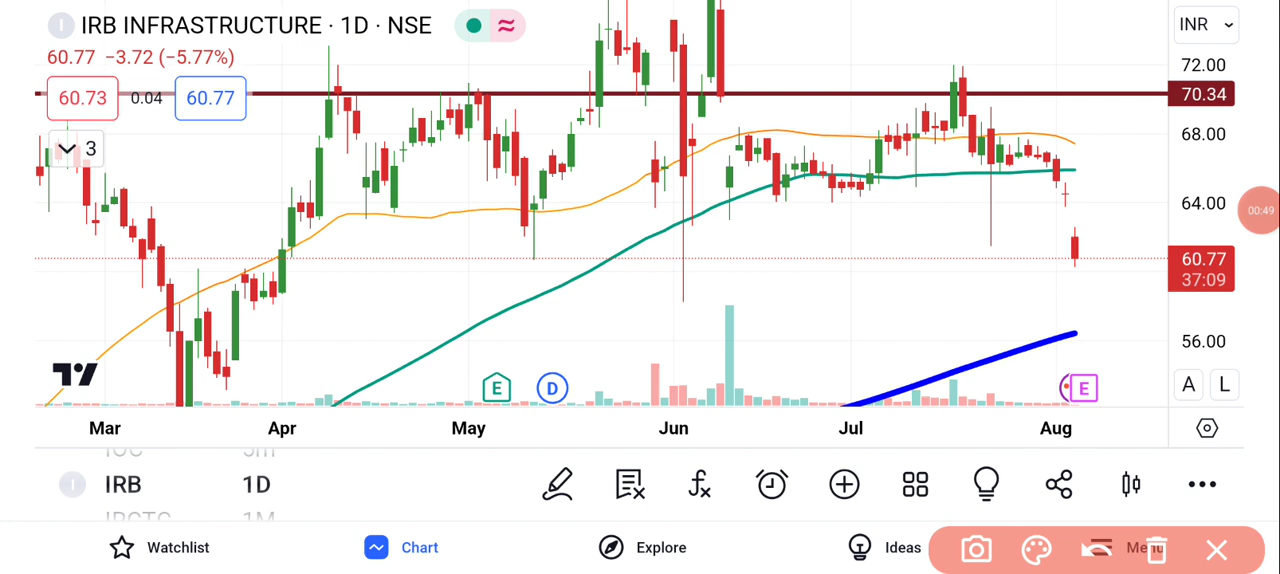 I IRB INFRASTRUCTURE · 1D · NSE
INR
60.77 −3.72 (−5.77%)
60.73 0.04 60.77
3
72.00
70.34
68.00
64.00
60.77
37:09
56.00
00:49
E D E
A L
Mar Apr May Jun Jul Aug
I IRB 1D
Watchlist Chart Explore Ideas Menu